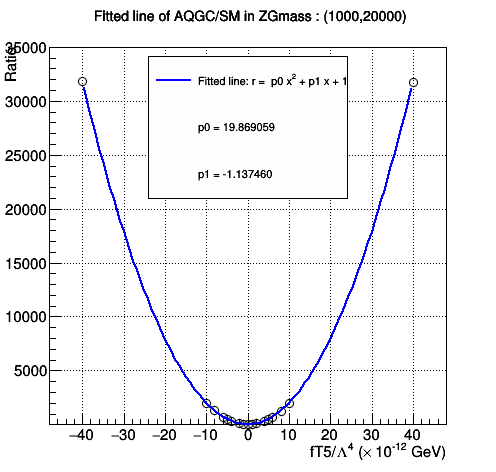 FItted line of AQGC/SM in ZGmass : (1000,20000)
Ratio
35000
30000
25000
20000
15000
10000
5000
Fitted line: r = p0 x² + p1 x + 1
p0 = 19.869059
p1 = -1.137460
−40 −30 −20 −10 0 10 20 30 40
fT5/Λ⁴ (× 10⁻¹² GeV)